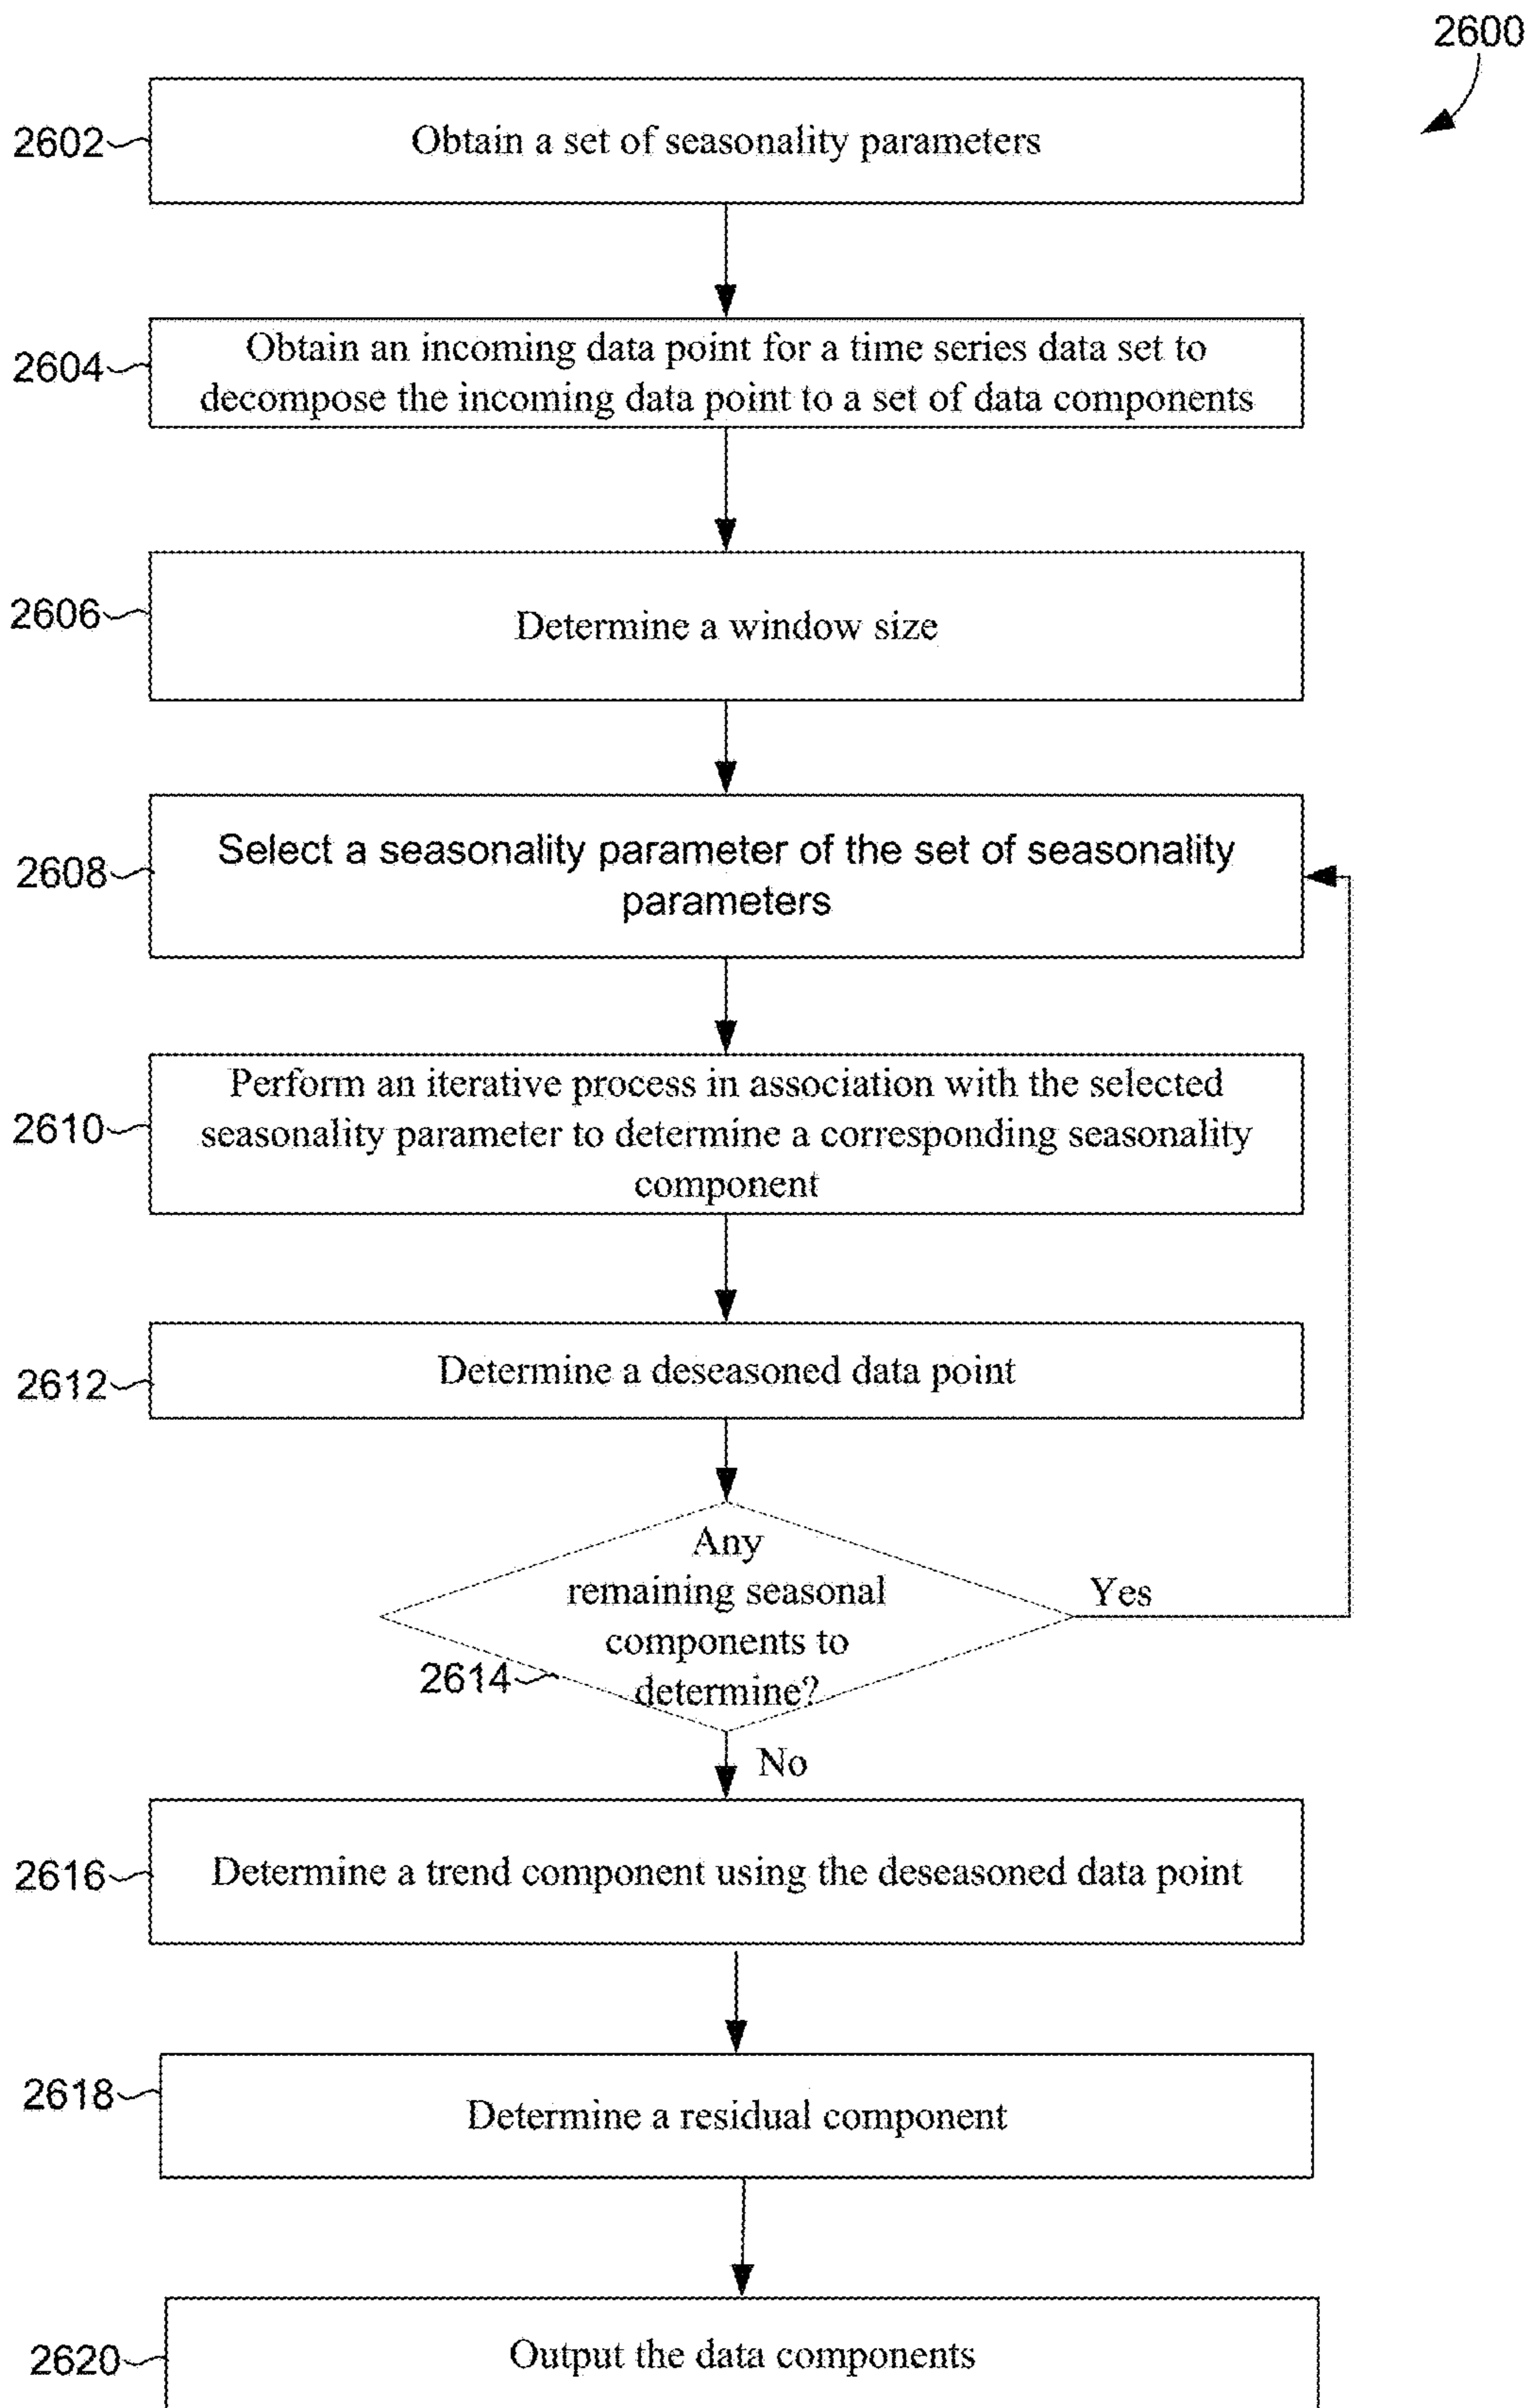 2600
2602
Obtain a set of seasonality parameters
2604
Obtain an incoming data point for a time series data set to
decompose the incoming data point to a set of data components
2606
Determine a window size
2608
Select a seasonality parameter of the set of seasonality
parameters
2610
Perform an iterative process in association with the selected
seasonality parameter to determine a corresponding seasonality
component
2612
Determine a deseasoned data point
Any
remaining seasonal
components to
determine?
Yes
2614
No
2616
Determine a trend component using the deseasoned data point
2618
Determine a residual component
2620
Output the data components